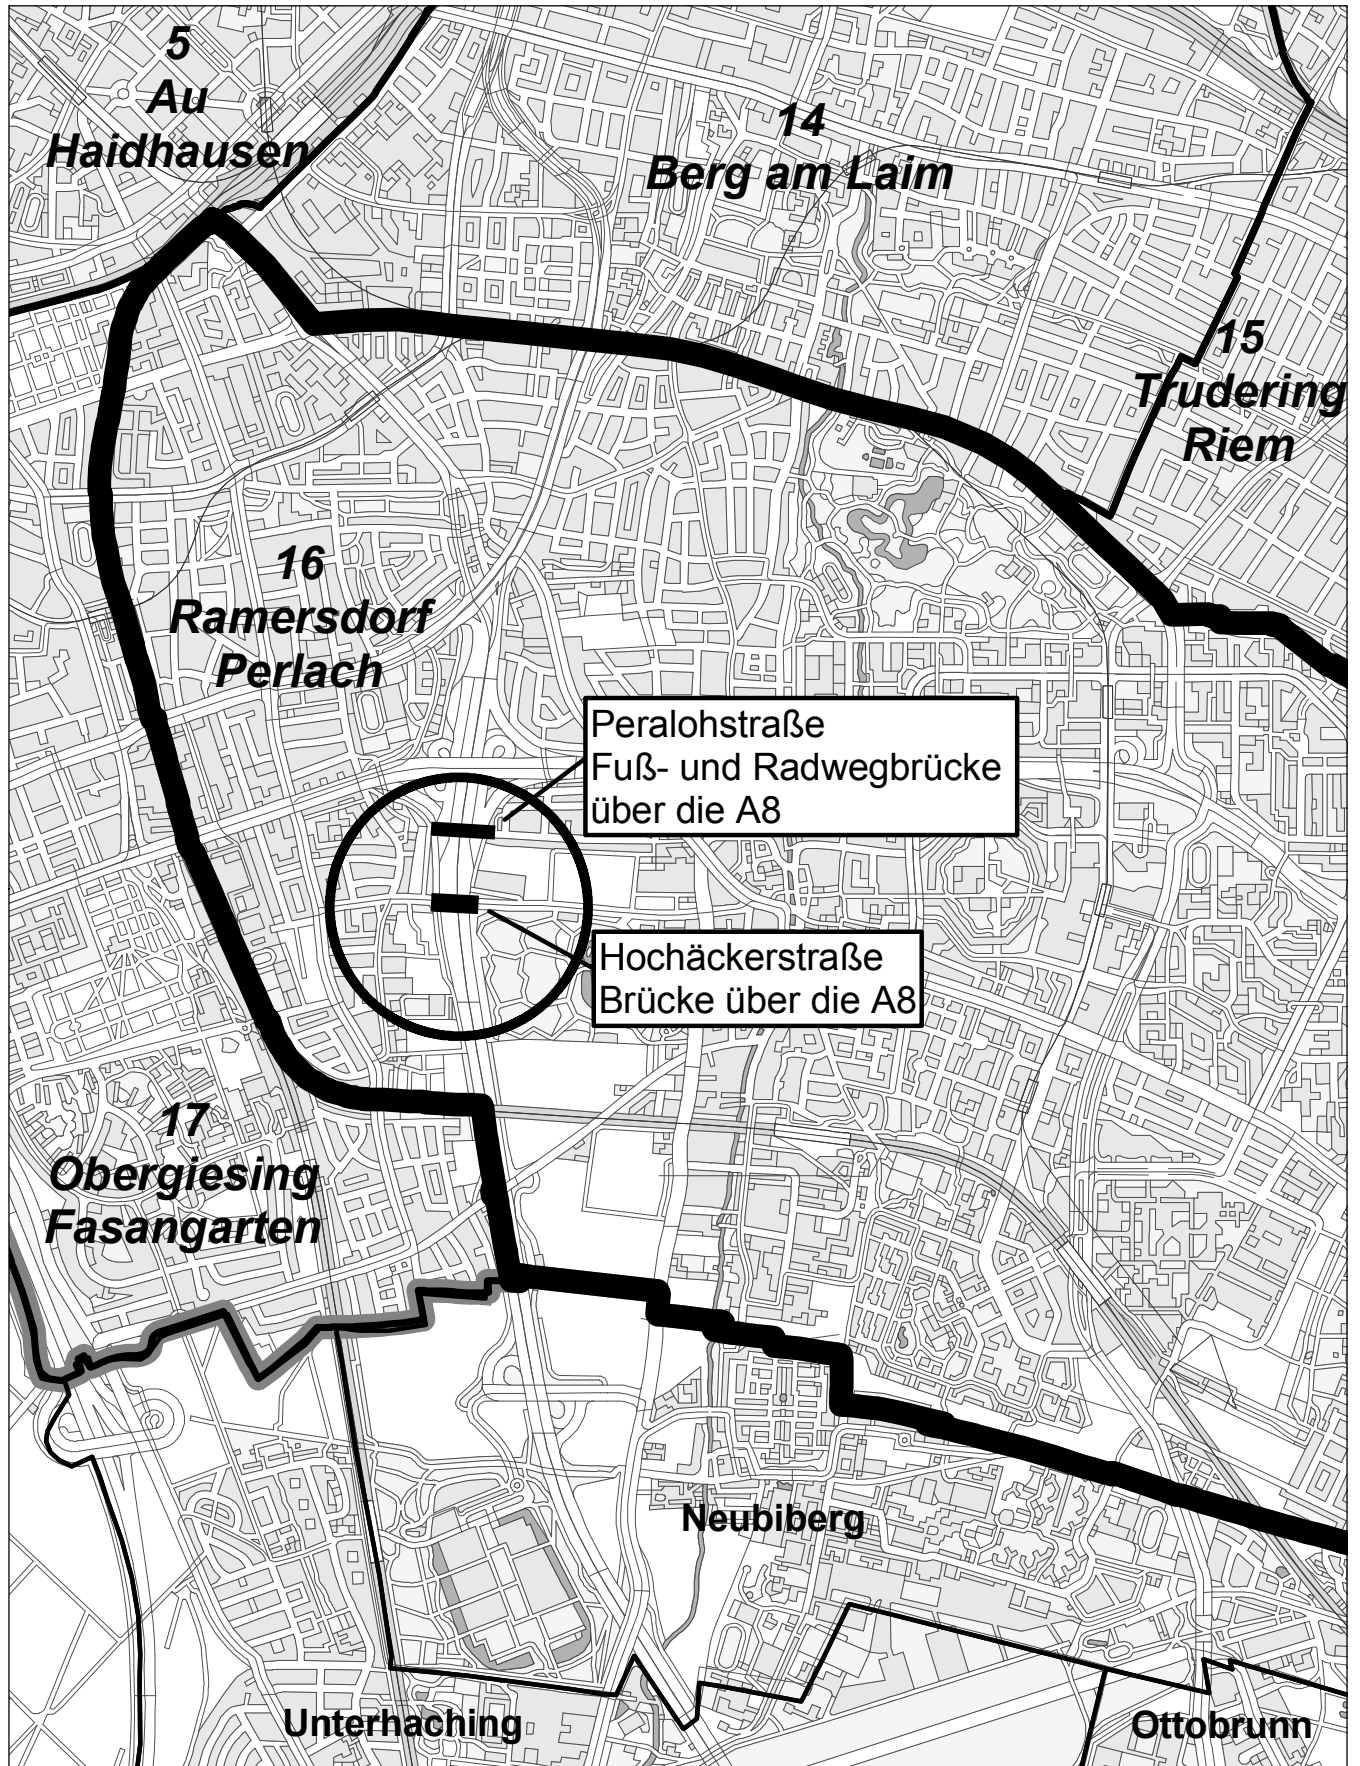 5
Au
Haidhausen
14
Berg am Laim
15
Trudering
Riem
16
Ramersdorf
Perlach
Peralohstraße
Fuß- und Radwegbrücke
über die A8
Hochäckerstraße
Brücke über die A8
17
Obergiesing
Fasangarten
Neubiberg
Unterhaching
Ottobrunn